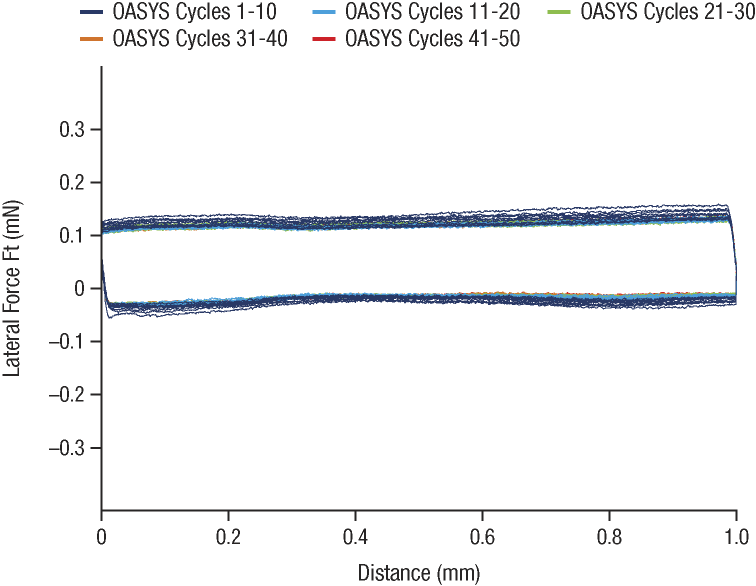 OASYS Cycles 1-10 OASYS Cycles 11-20 OASYS Cycles 21-30
OASYS Cycles 31-40 OASYS Cycles 41-50
Lateral Force Ft (mN)
0.3
0.2
0.1
0
–0.1
–0.2
–0.3
0 0.2 0.4 0.6 0.8 1.0
Distance (mm)